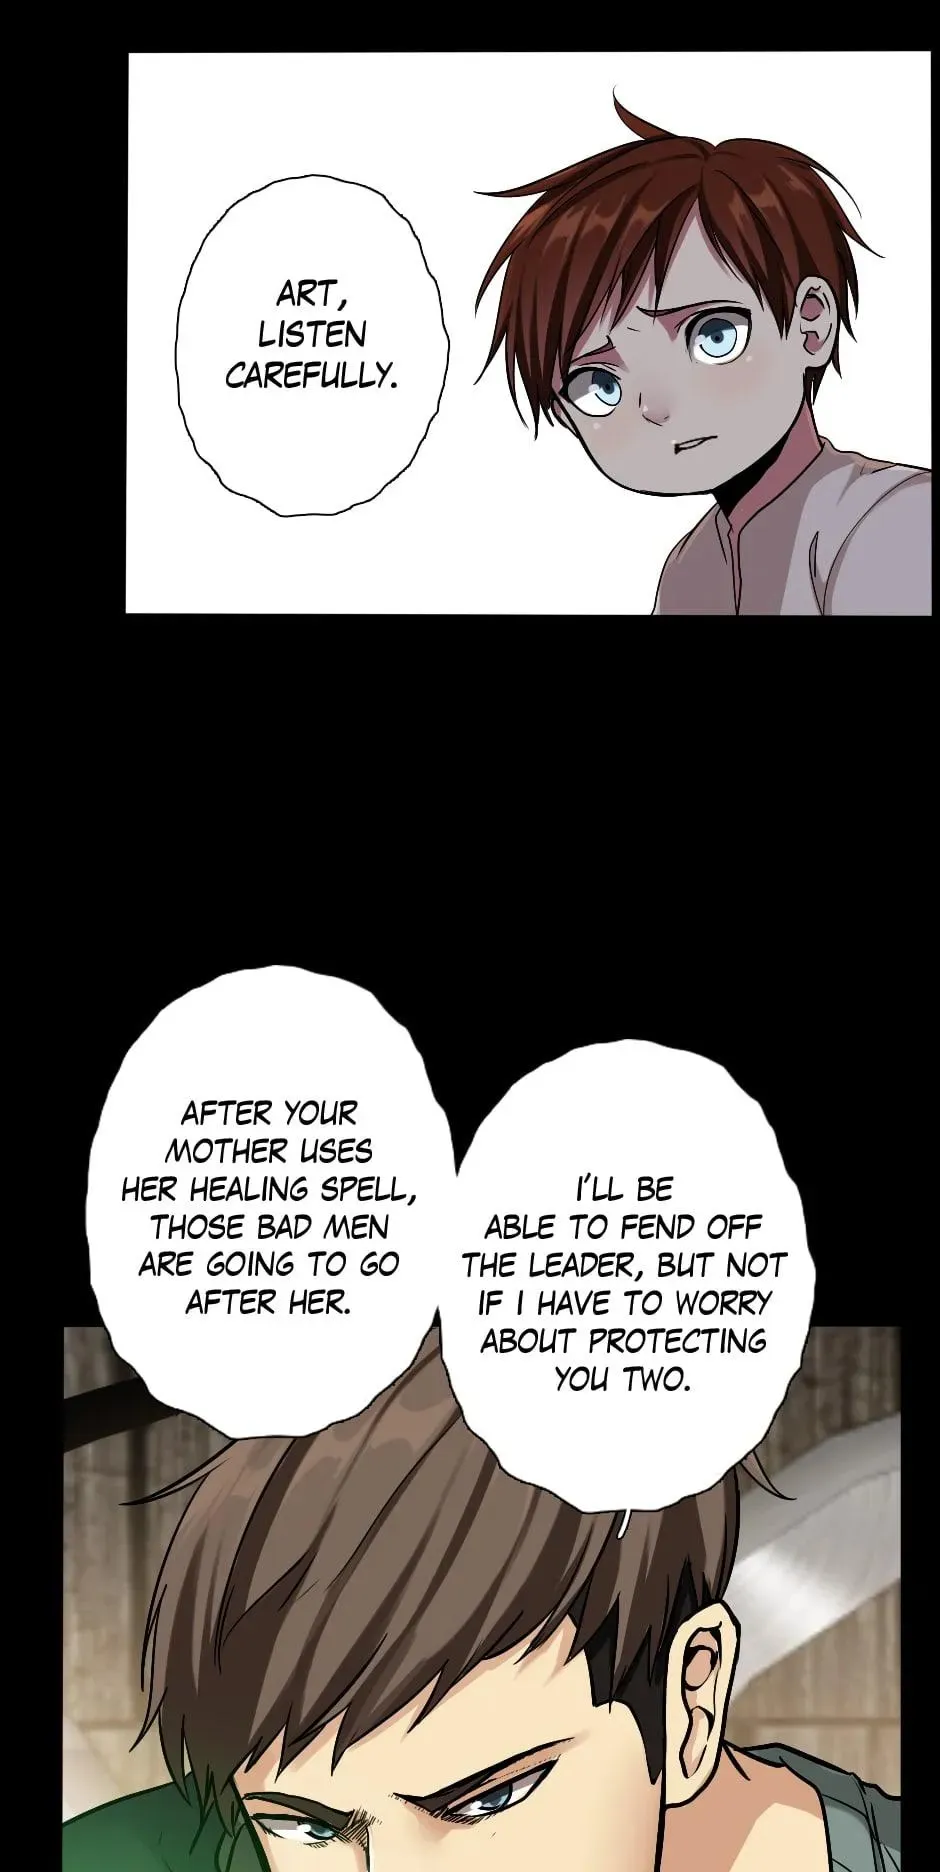 ART,
LISTEN
CAREFULLY.
AFTER YOUR
MOTHER USES
HER HEALING SPELL,
THOSE BAD MEN
ARE GOING TO GO
AFTER HER.
I'LL BE
ABLE TO FEND OFF
THE LEADER, BUT NOT
IF I HAVE TO WORRY
ABOUT PROTECTING
YOU TWO.